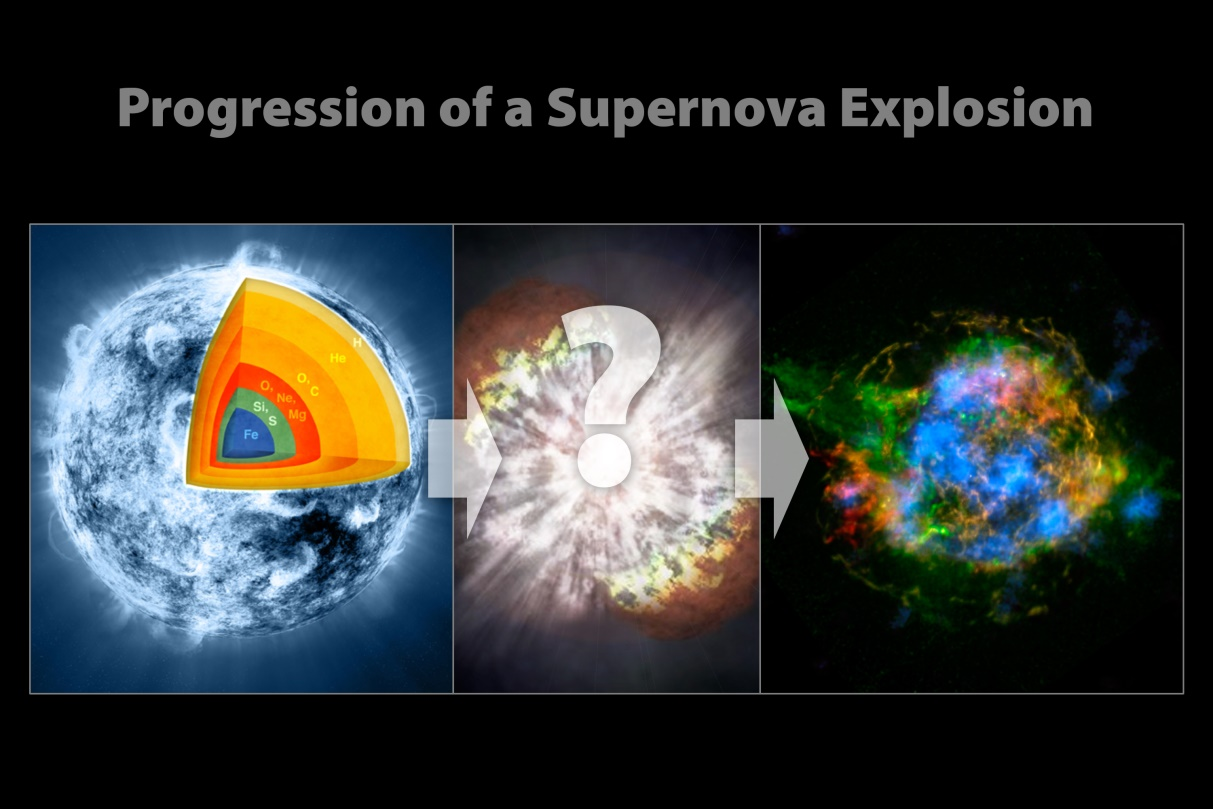 Progression of a Supernova Explosion
H
He
O,
C
O,
Ne,
Mg
Si,
S
Fe
?